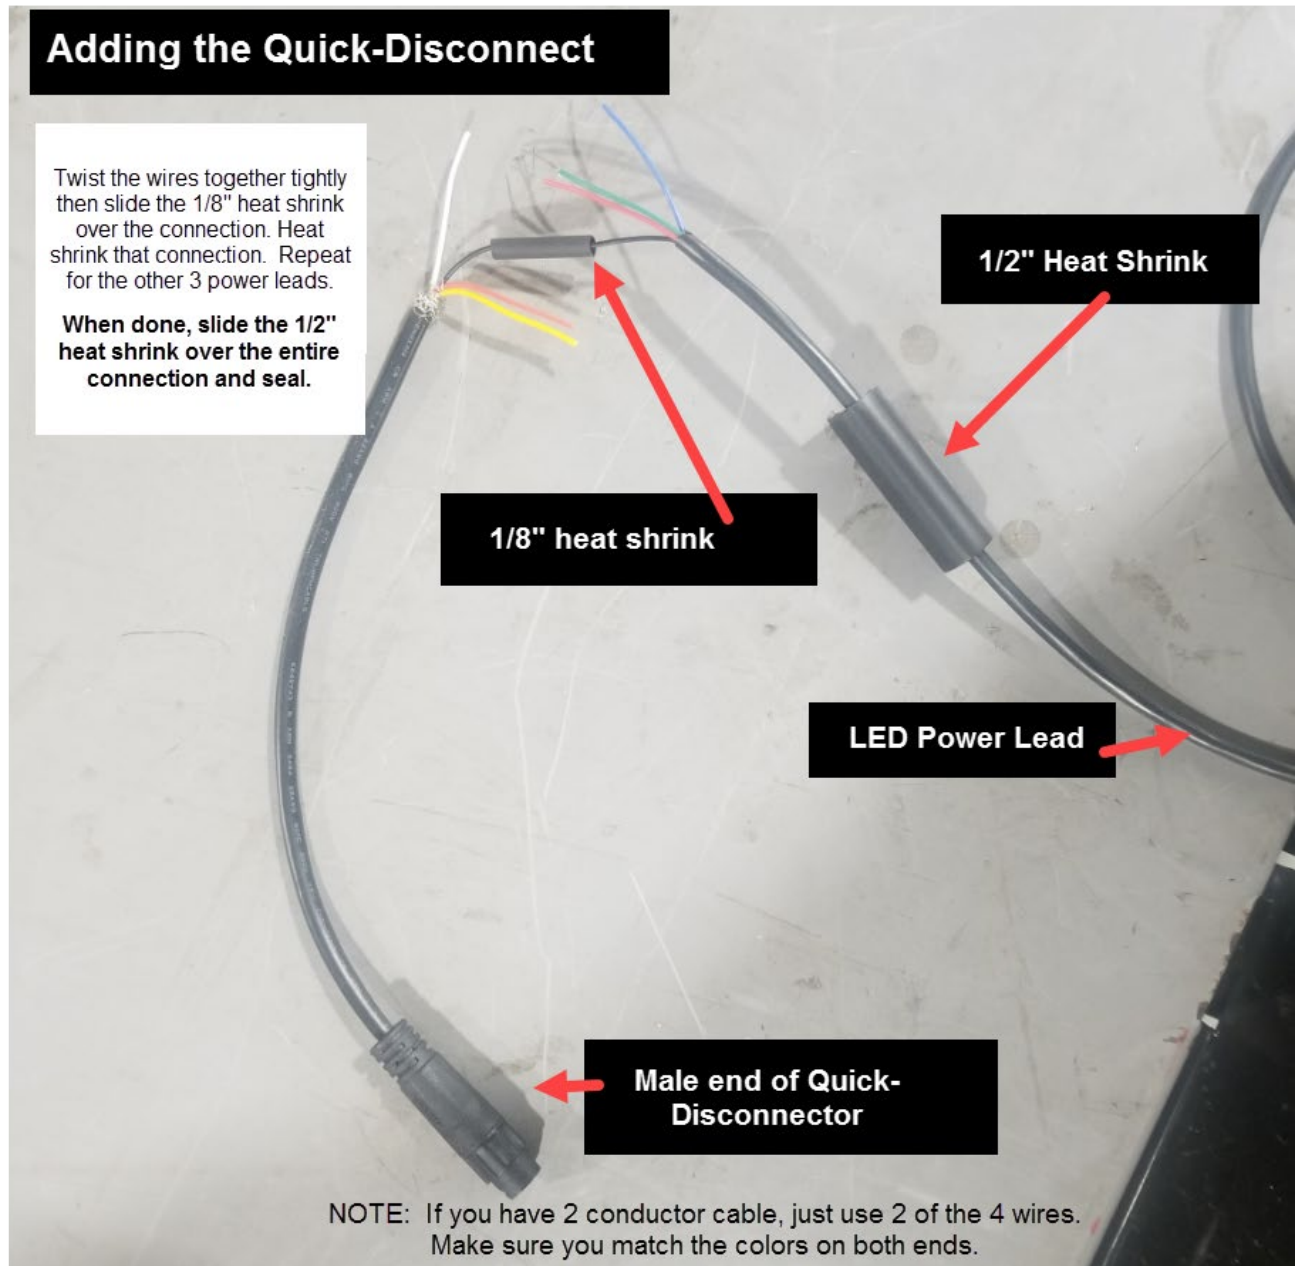 Adding the Quick-Disconnect
Twist the wires together tightly
then slide the 1/8" heat shrink
over the connection. Heat
shrink that connection.  Repeat
for the other 3 power leads.
When done, slide the 1/2"
heat shrink over the entire
connection and seal.
1/2" Heat Shrink
1/8" heat shrink
LED Power Lead
Male end of Quick-
Disconnector
NOTE:  If you have 2 conductor cable, just use 2 of the 4 wires.
Make sure you match the colors on both ends.